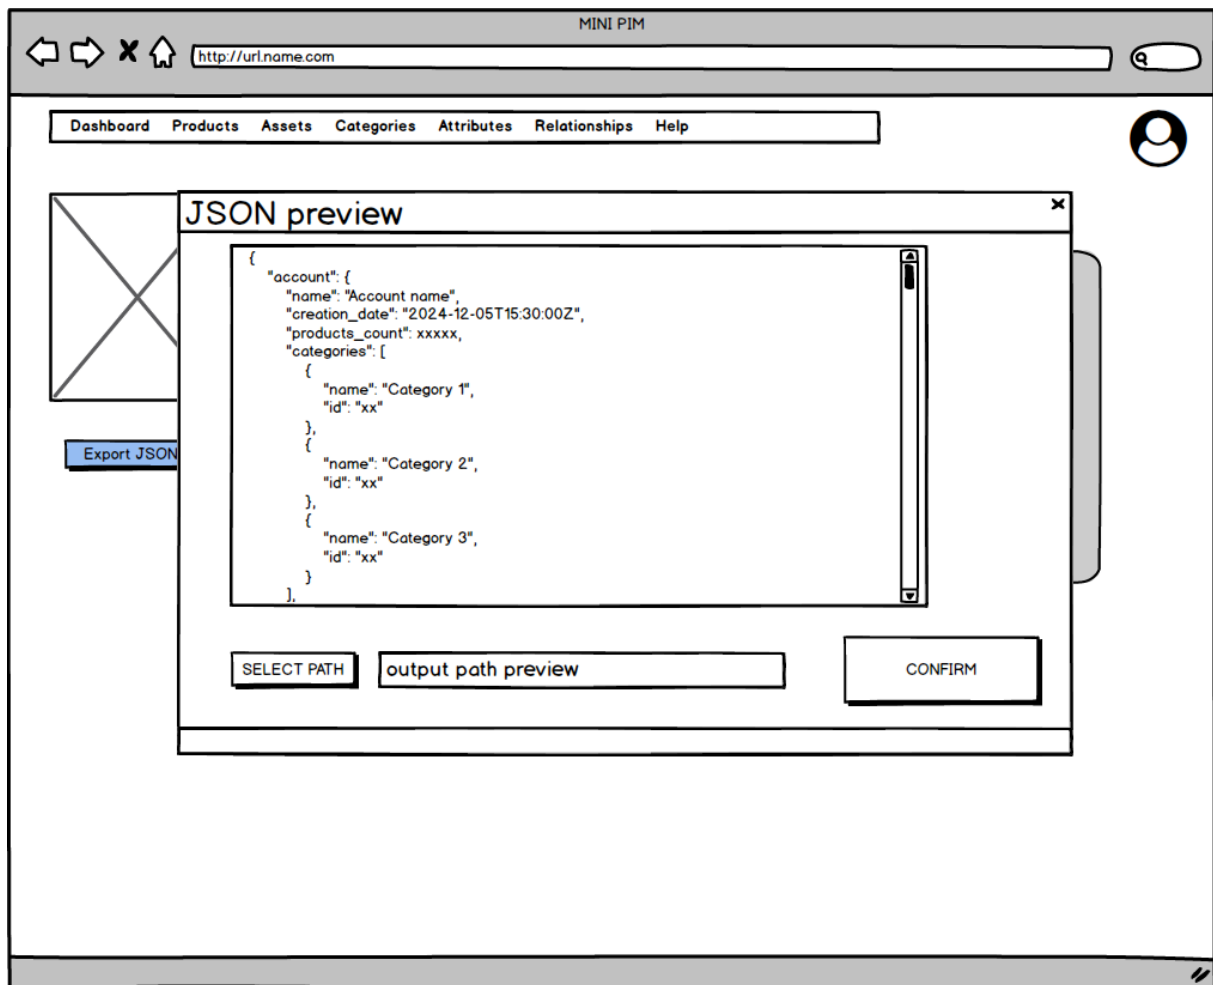 MINI PIM
http://url.name.com
Dashboard Products Assets Categories Attributes Relationships Help
JSON preview
{
"account": {
"name": "Account name",
"creation_date": "2024-12-05T15:30:00Z",
"products_count": xxxxx,
"categories": [
{
"name": "Category 1",
"id": "xx"
},
{
"name": "Category 2",
"id": "xx"
},
{
"name": "Category 3",
"id": "xx"
}
],
Export JSON
SELECT PATH
output path preview
CONFIRM